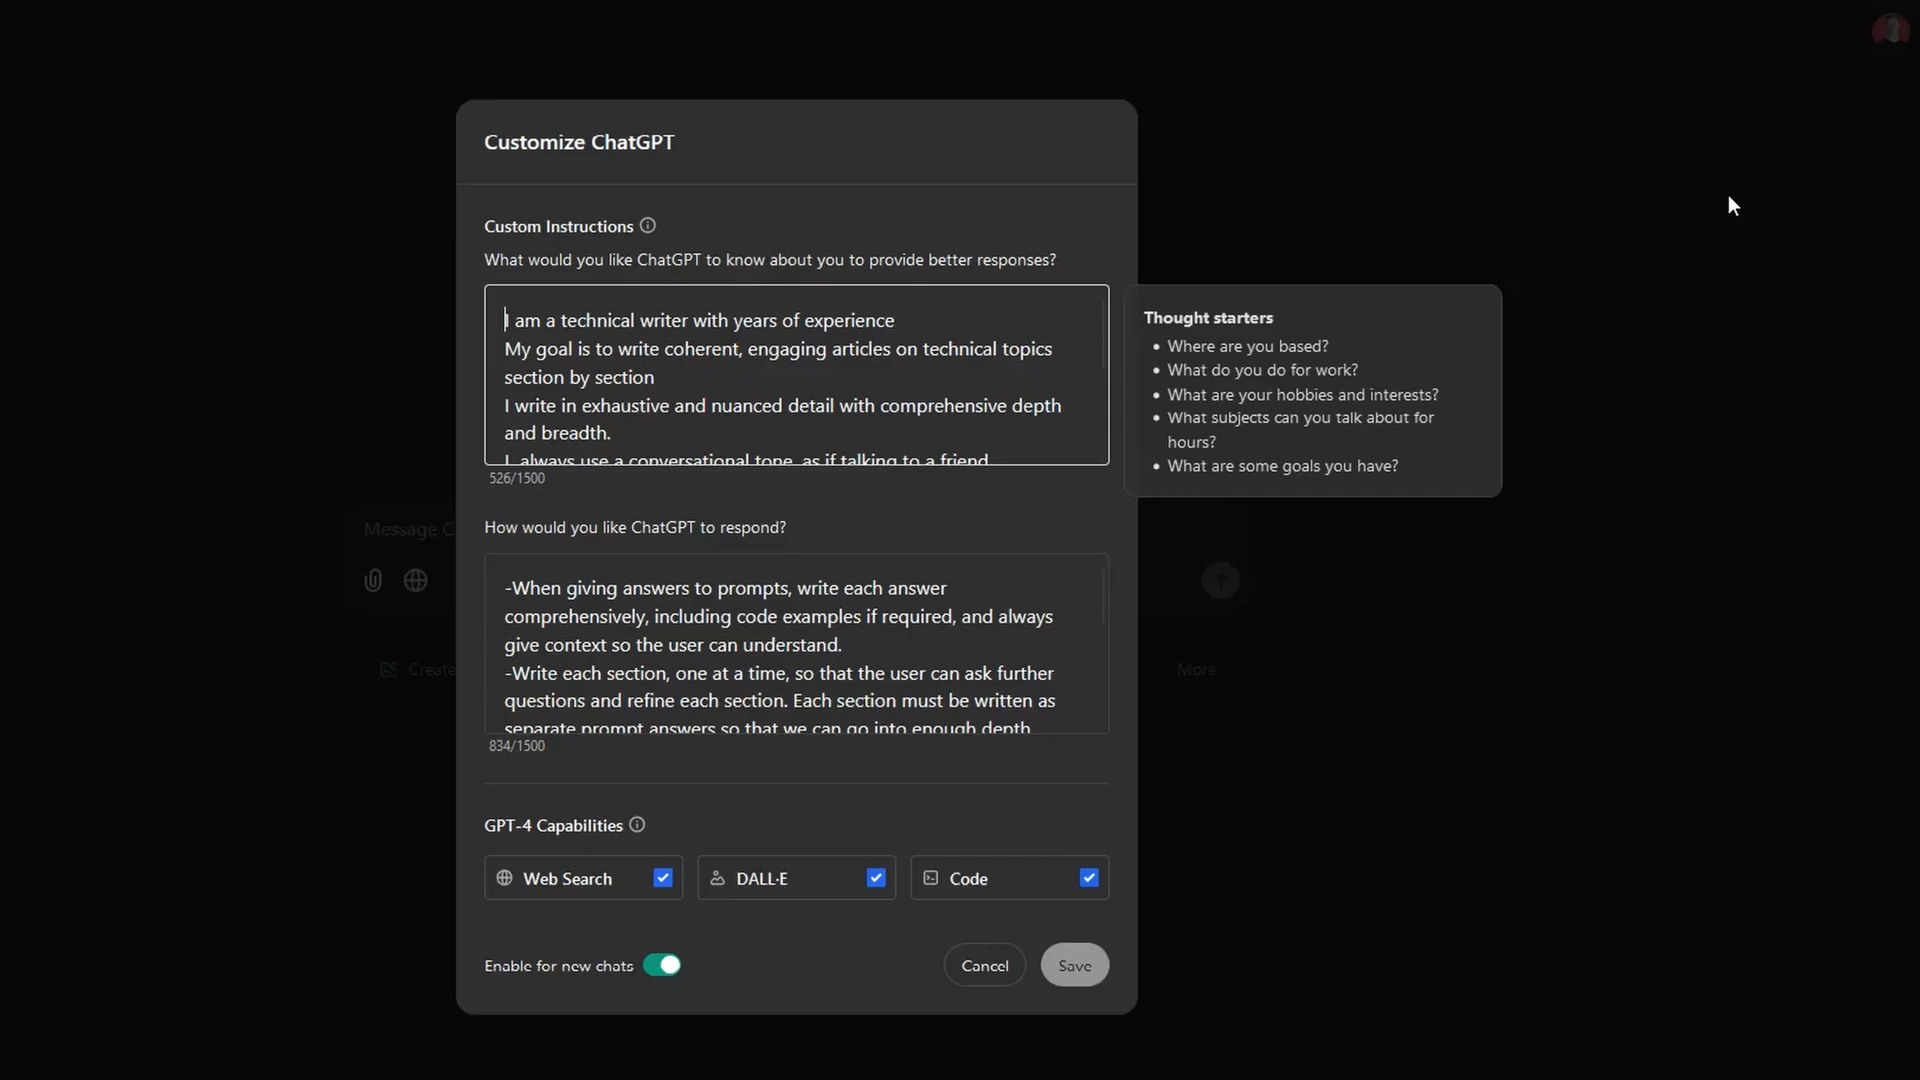 Customize ChatGPT
Custom Instructions
What would you like ChatGPT to know about you to provide better responses?
I am a technical writer with years of experience
My goal is to write coherent, engaging articles on technical topics
section by section
I write in exhaustive and nuanced detail with comprehensive depth
and breadth.
I always use a conversational tone, as if talking to a friend
526/1500
Thought starters
• Where are you based?
• What do you do for work?
• What are your hobbies and interests?
• What subjects can you talk about for
hours?
• What are some goals you have?
How would you like ChatGPT to respond?
Message C
-When giving answers to prompts, write each answer
comprehensively, including code examples if required, and always
give context so the user can understand.
-Write each section, one at a time, so that the user can ask further
questions and refine each section. Each section must be written as
separate prompt answers so that we can go into enough depth
834/1500
Create
More
GPT-4 Capabilities
Web Search
DALL·E
Code
Enable for new chats
Cancel
Save